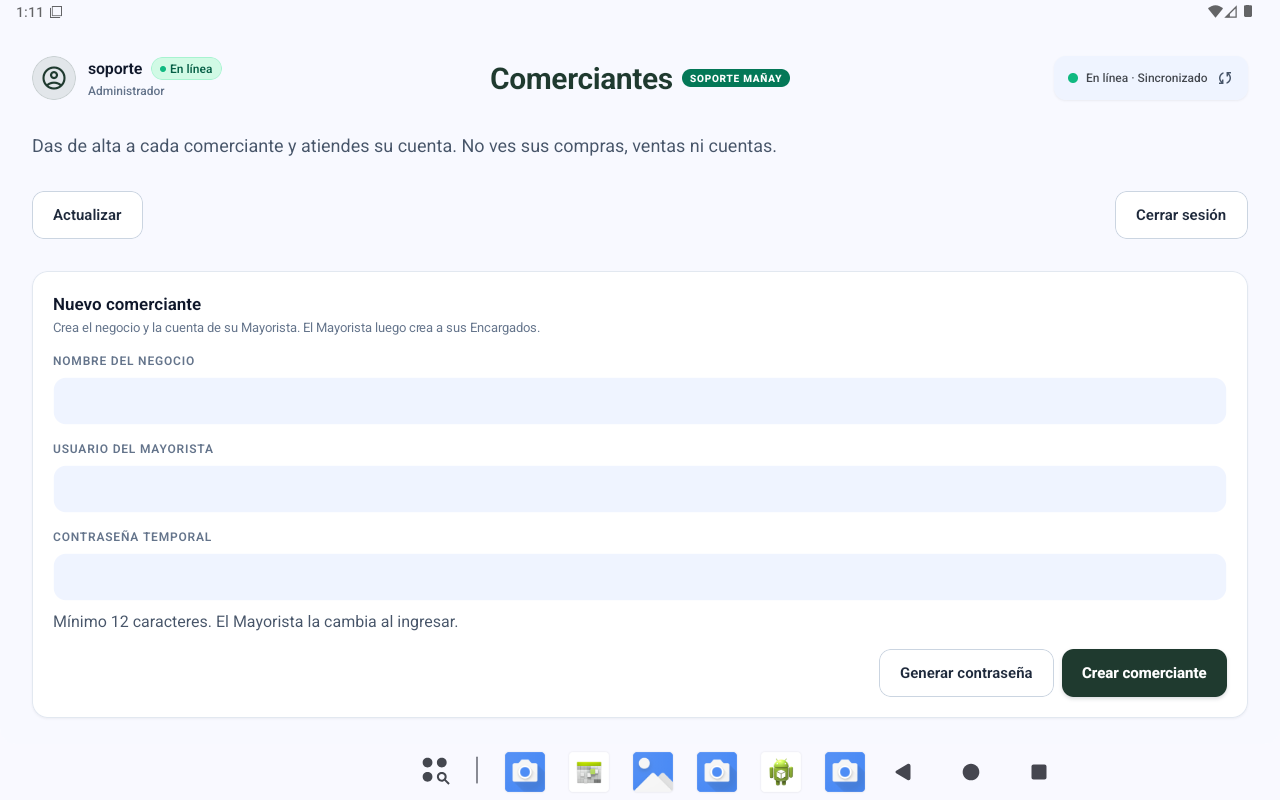 1:11
soporte
En línea
Administrador
Comerciantes
SOPORTE MAÑAY
En línea · Sincronizado
Das de alta a cada comerciante y atiendes su cuenta. No ves sus compras, ventas ni cuentas.
Actualizar
Cerrar sesión
Nuevo comerciante
Crea el negocio y la cuenta de su Mayorista. El Mayorista luego crea a sus Encargados.
NOMBRE DEL NEGOCIO
USUARIO DEL MAYORISTA
CONTRASEÑA TEMPORAL
Mínimo 12 caracteres. El Mayorista la cambia al ingresar.
Generar contraseña
Crear comerciante